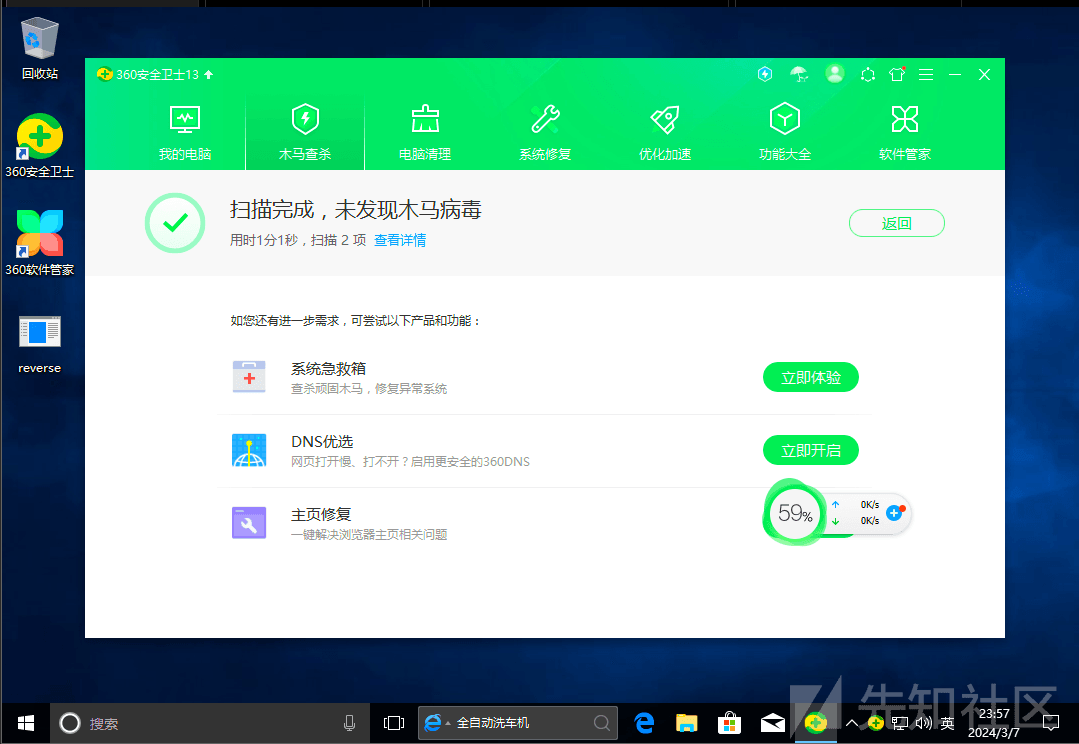 回收站
360安全卫士
360软件管家
reverse
360安全卫士13
我的电脑
木马查杀
电脑清理
系统修复
优化加速
功能大全
软件管家
扫描完成，未发现木马病毒
用时1分1秒，扫描 2 项 查看详情
返回
如您还有进一步需求，可尝试以下产品和功能：
系统急救箱
查杀顽固木马，修复异常系统
立即体验
DNS优选
网页打开慢、打不开？启用更安全的360DNS
立即开启
主页修复
一键解决浏览器主页相关问题
59%
0K/s
0K/s
先知社区
搜索
全自动洗车机
英
23:57
2024/3/7